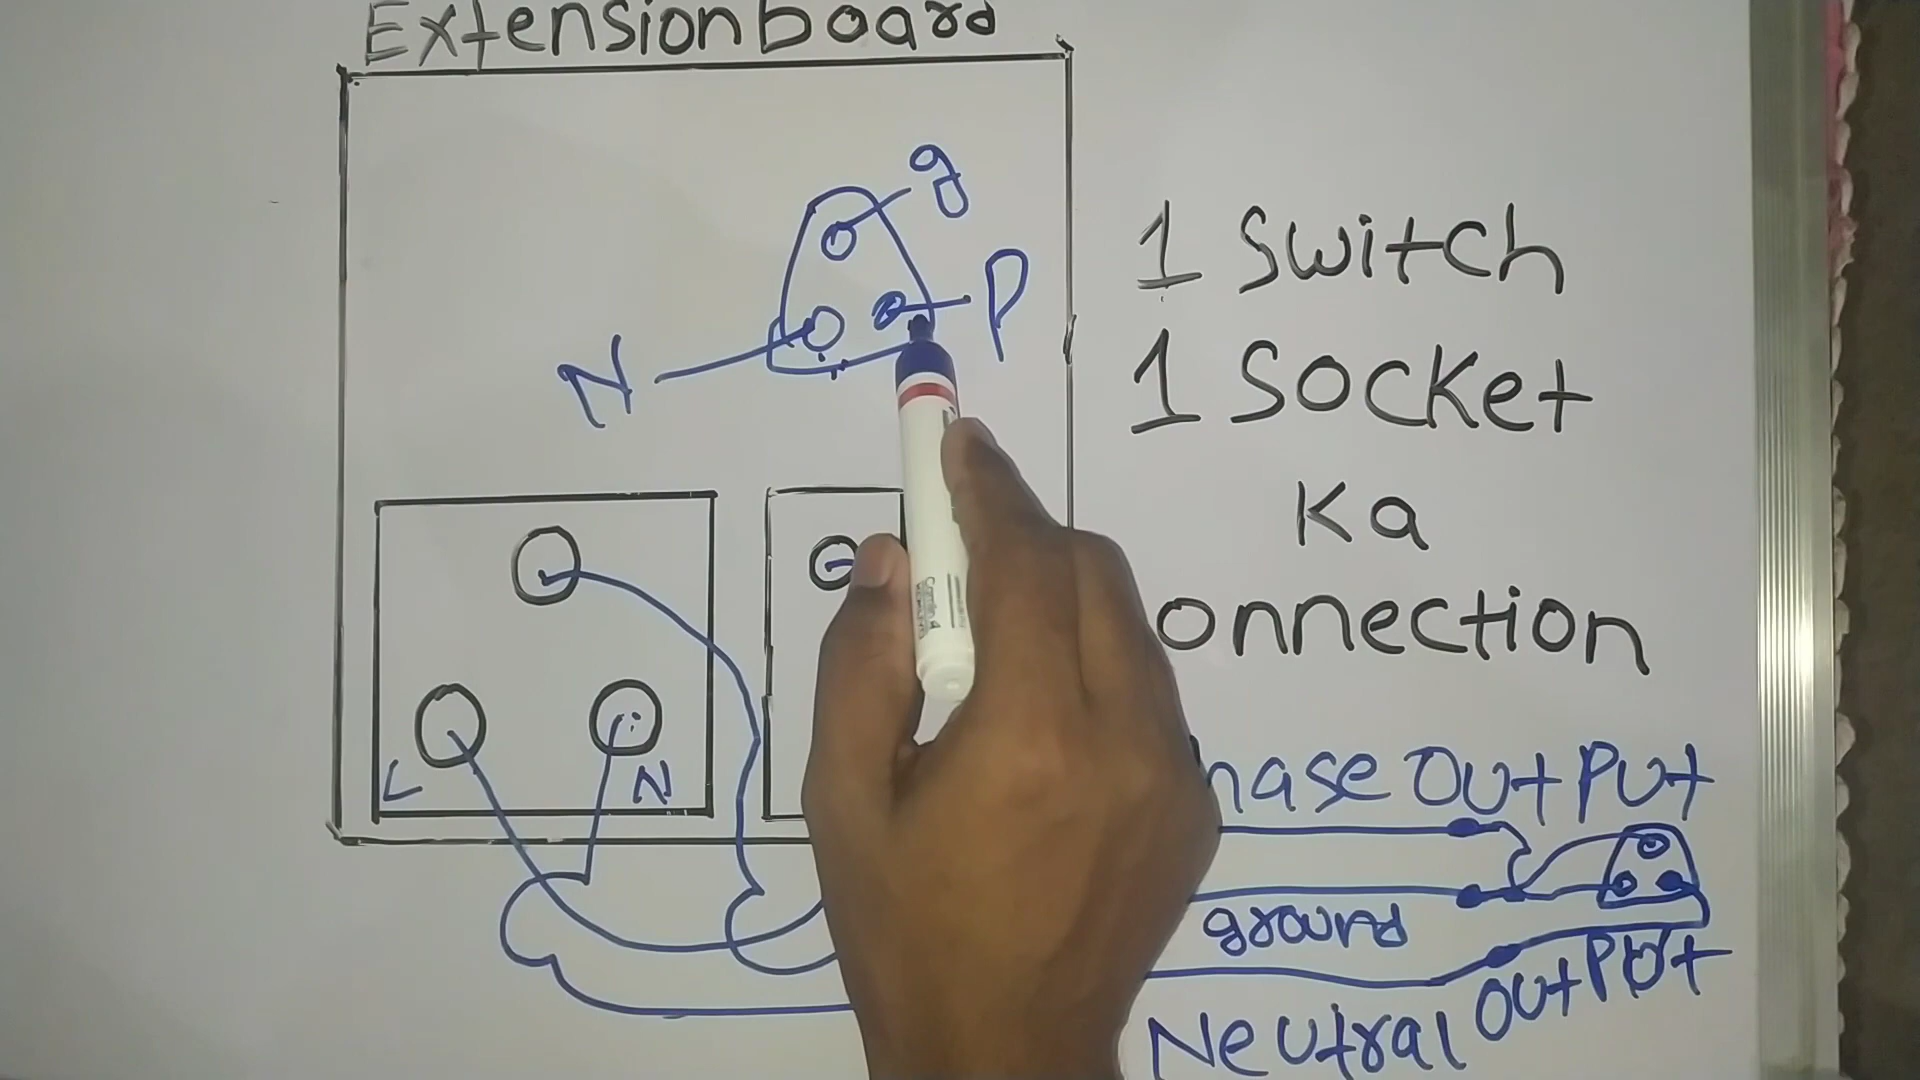 Extensionboard
g
P
N
1 Switch
1 Socket
Ka
onnection
L
N
hase OutPut
ground
OutPUt
Neutral